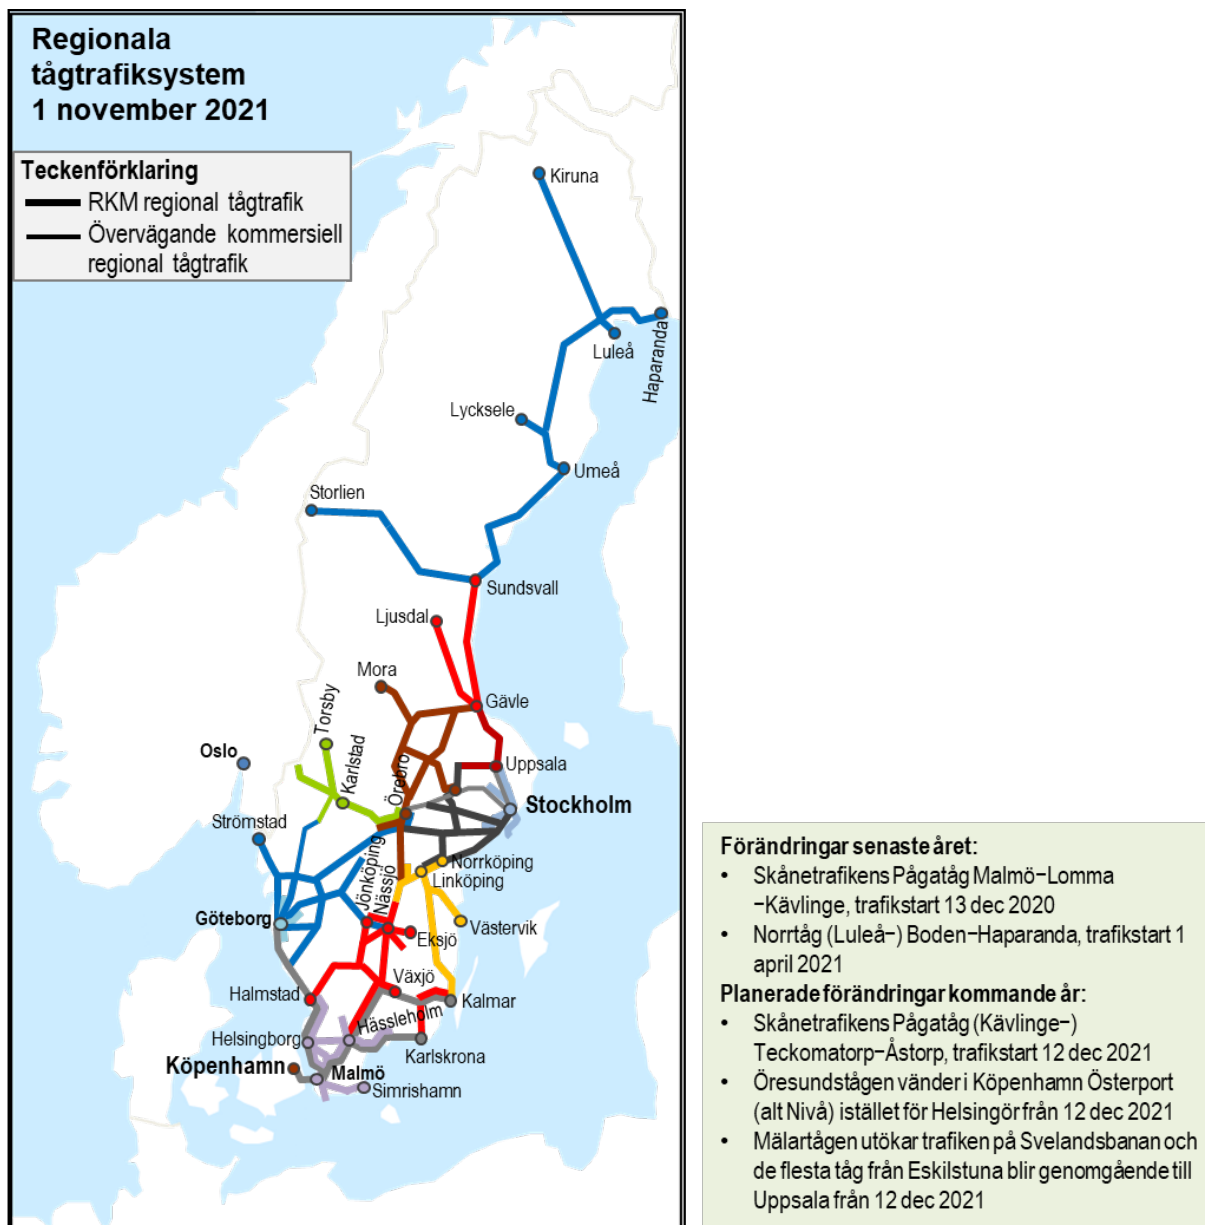 Regionala
tågtrafiksystem
1 november 2021
Teckenförklaring
RKM regional tågtrafik
Övervägande kommersiell
regional tågtrafik
Kiruna
Luleå
Haparanda
Lycksele
Umeå
Storlien
Sundsvall
Ljusdal
Mora
Gävle
Torsby
Oslo
Karlstad
Örebro
Uppsala
Stockholm
Strömstad
Jönköping
Nässjö
Norrköping
Linköping
Göteborg
Västervik
Eksjö
Växjö
Halmstad
Kalmar
Hässleholm
Helsingborg
Karlskrona
Köpenhamn
Malmö
Simrishamn
Förändringar senaste året:
• Skånetrafikens Pågatåg Malmö–Lomma
–Kävlinge, trafikstart 13 dec 2020
• Norrtåg (Luleå–) Boden–Haparanda, trafikstart 1
april 2021
Planerade förändringar kommande år:
• Skånetrafikens Pågatåg (Kävlinge–)
Teckomatorp–Åstorp, trafikstart 12 dec 2021
• Öresundstågen vänder i Köpenhamn Österport
(alt Nivå) istället för Helsingör från 12 dec 2021
• Mälartågen utökar trafiken på Svelandsbanan och
de flesta tåg från Eskilstuna blir genomgående till
Uppsala från 12 dec 2021